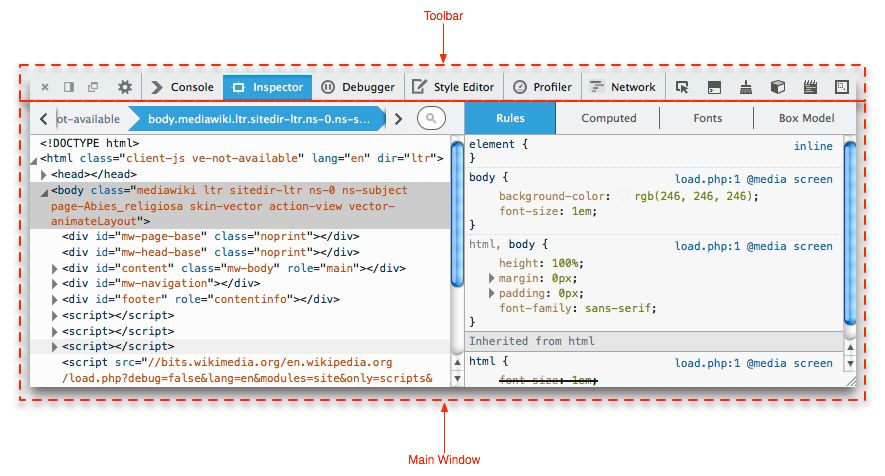 Toolbar
Console Inspector Debugger Style Editor Profiler Network
ot-available body.mediawiki.ltr.sitedir-ltr.ns-0.ns-s... Rules Computed Fonts Box Model
<!DOCTYPE html>
<html class="client-js ve-not-available" lang="en" dir="ltr">
<head></head>
<body class="mediawiki ltr sitedir-ltr ns-0 ns-subject
page-Abies_religiosa skin-vector action-view vector-
animateLayout">
<div id="mw-page-base" class="noprint"></div>
<div id="mw-head-base" class="noprint"></div>
<div id="content" class="mw-body" role="main"></div>
<div id="mw-navigation"></div>
<div id="footer" role="contentinfo"></div>
<script></script>
<script></script>
<script></script>
<script src="//bits.wikimedia.org/en.wikipedia.org
/load.php?debug=false&lang=en&modules=site&only=scripts&
element { inline
}
body { load.php:1 @media screen
background-color: rgb(246, 246, 246);
font-size: 1em;
}
html, body { load.php:1 @media screen
height: 100%;
margin: 0px;
padding: 0px;
font-family: sans-serif;
}
Inherited from html
html { load.php:1 @media screen
font-size: 1em;
Main Window